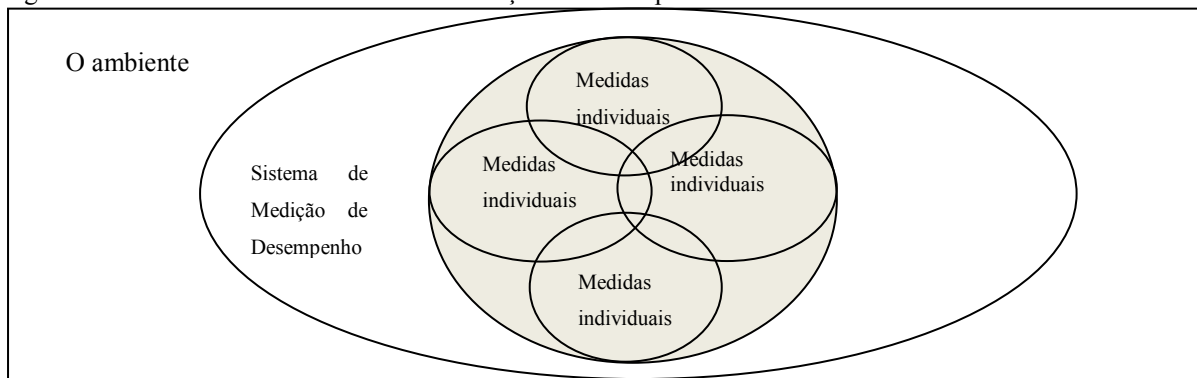 O ambiente
Medidas
individuais
Medidas
individuais
Medidas
individuais
Sistema de
Medição de
Desempenho
Medidas
individuais